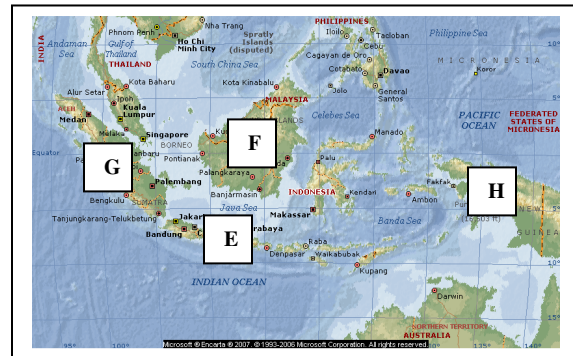 PHILIPPINES
Nha Trang
Phnom Penh
Spratly
Islands
(disputed)
Iloilo
Tacloban
Cebu
Philippine Sea
INDIA
Andaman
Sea
Gulf of
Thailand
Ho Chi
Minh City
Cagayan de Oro
Cotabato
Davao
MICRONESIA
Koror
THAILAND
South China Sea
Kota Baharu
Kota Kinabalu
Alur Setar
Ipoh
MALAYSIA
Jolo
General
Santos
PACIFIC
OCEAN
FEDERATED
STATES OF
MICRONESIA
ACEH
Medan
Kuala
Lumpur
Celebes Sea
Melaka
Singapore
F
Manado
Equator
BORNEO
Pontianak
Palu
G
H
Palangkaraya
Fakfak
Palembang
INDONESIA
Banjarmasin
Kendari
Ambon
NEW
Bengkulu
SUMATRA
Java Sea
Makassar
Banda Sea
GUINEA
Tanjungkarang-Telukbetung
E
Bandung
Raba
Denpasar
Waikabubak
Kupang
INDIAN OCEAN
Darwin
NORTHERN TERRITORY
AUSTRALIA
Microsoft ® Encarta ® 2007. © 1993-2006 Microsoft Corporation. All rights reserved.